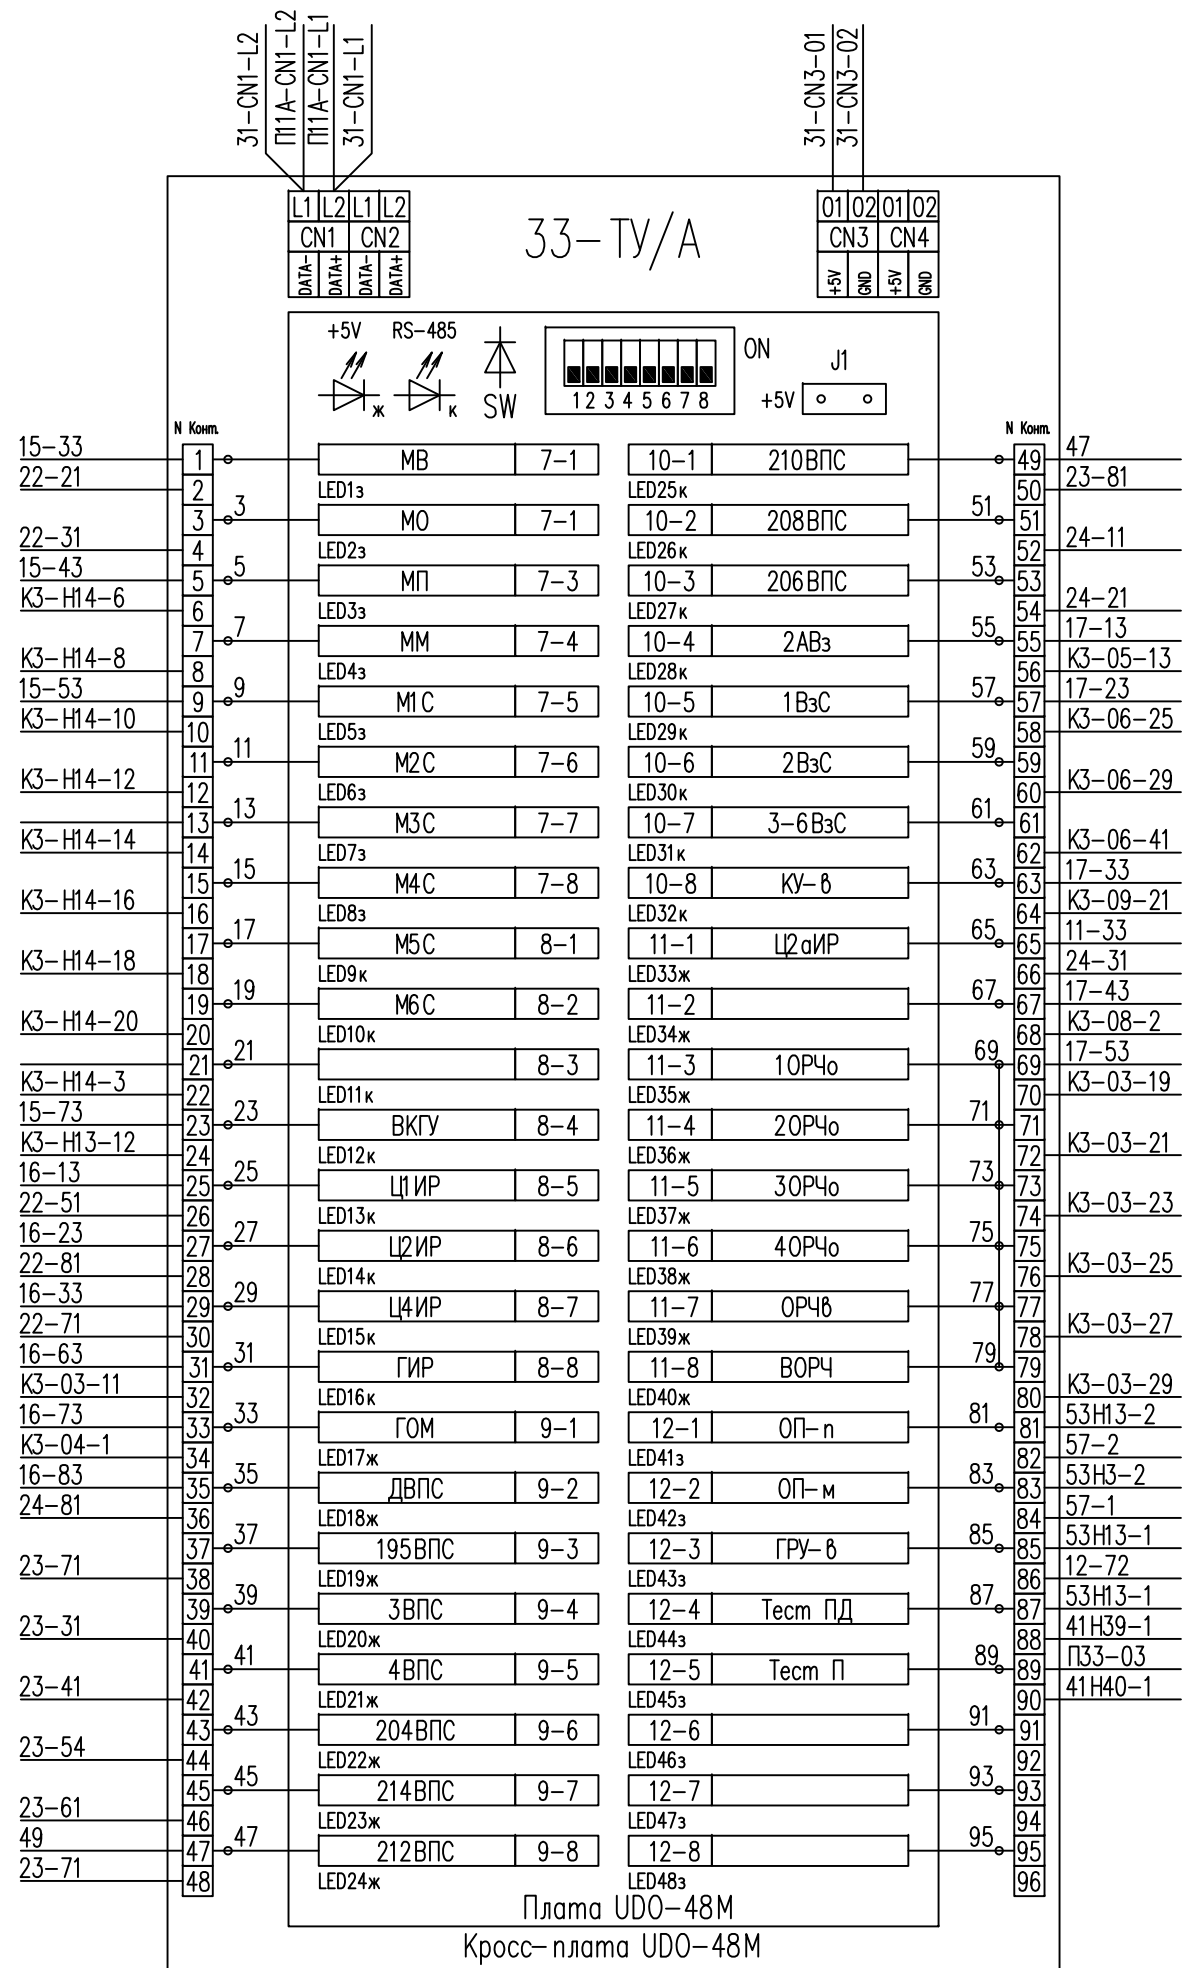 31-CN1-L2
П11А-CN1-L2
П11А-CN1-L1
31-CN1-L1
31-CN3-01
31-CN3-02
L1 L2 L1 L2
CN1 CN2
DATA- DATA+ DATA- DATA+
33-ТУ/А
01 02 01 02
CN3 CN4
+5V GND +5V GND
+5V RS-485
ж к SW
ON
1 2 3 4 5 6 7 8
J1
+5V
N Конт.
N Конт.
15-33 1 МВ 7-1 10-1 210ВПС 49 47
22-21 2 LED1з LED25к 50 23-81
3 3 МО 7-1 10-2 208ВПС 51 51
22-31 4 LED2з LED26к 52 24-11
15-43 5 5 МП 7-3 10-3 206ВПС 53 53
К3-Н14-6 6 LED3з LED27к 54 24-21
7 7 ММ 7-4 10-4 2АВз 55 55 17-13
К3-Н14-8 8 LED4з LED28к 56 К3-05-13
15-53 9 9 М1С 7-5 10-5 1ВзС 57 57 17-23
К3-Н14-10 10 LED5з LED29к 58 К3-06-25
11 11 М2С 7-6 10-6 2ВзС 59 59
К3-Н14-12 12 LED6з LED30к 60 К3-06-29
13 13 М3С 7-7 10-7 3-6ВзС 61 61
К3-Н14-14 14 LED7з LED31к 62 К3-06-41
15 15 М4С 7-8 10-8 КУ-в 63 63 17-33
К3-Н14-16 16 LED8з LED32к 64 К3-09-21
17 17 М5С 8-1 11-1 Ц2аИР 65 65 11-33
К3-Н14-18 18 LED9к LED33ж 66 24-31
19 19 М6С 8-2 11-2 67 67 17-43
К3-Н14-20 20 LED10к LED34ж 68 К3-08-2
21 21 8-3 11-3 1ОРЧо 69 69 17-53
К3-Н14-3 22 LED11к LED35ж 70 К3-03-19
15-73 23 23 ВКГУ 8-4 11-4 2ОРЧо 71 71
К3-Н13-12 24 LED12к LED36ж 72 К3-03-21
16-13 25 25 Ц1ИР 8-5 11-5 3ОРЧо 73 73
22-51 26 LED13к LED37ж 74 К3-03-23
16-23 27 27 Ц2ИР 8-6 11-6 4ОРЧо 75 75
22-81 28 LED14к LED38ж 76 К3-03-25
16-33 29 29 Ц4ИР 8-7 11-7 ОРЧв 77 77
22-71 30 LED15к LED39ж 78 К3-03-27
16-63 31 31 ГИР 8-8 11-8 ВОРЧ 79 79
К3-03-11 32 LED16к LED40ж 80 К3-03-29
16-73 33 33 ГОМ 9-1 12-1 ОП-п 81 81 53Н13-2
К3-04-1 34 LED17ж LED41з 82 57-2
16-83 35 35 ДВПС 9-2 12-2 ОП-м 83 83 53Н3-2
24-81 36 LED18ж LED42з 84 57-1
37 37 195ВПС 9-3 12-3 ГРУ-в 85 85 53Н13-1
23-71 38 LED19ж LED43з 86 12-72
39 39 3ВПС 9-4 12-4 Тест ПД 87 87 53Н13-1
23-31 40 LED20ж LED44з 88 41Н39-1
41 41 4ВПС 9-5 12-5 Тест П 89 89 П33-03
23-41 42 LED21ж LED45з 90 41Н40-1
43 43 204ВПС 9-6 12-6 91 91
23-54 44 LED22ж LED46з 92
45 45 214ВПС 9-7 12-7 93 93
23-61 46 LED23ж LED47з 94
49 47 47 212ВПС 9-8 12-8 95 95
23-71 48 LED24ж LED48з 96
Плата UDO-48M
Кросс-плата UDO-48M